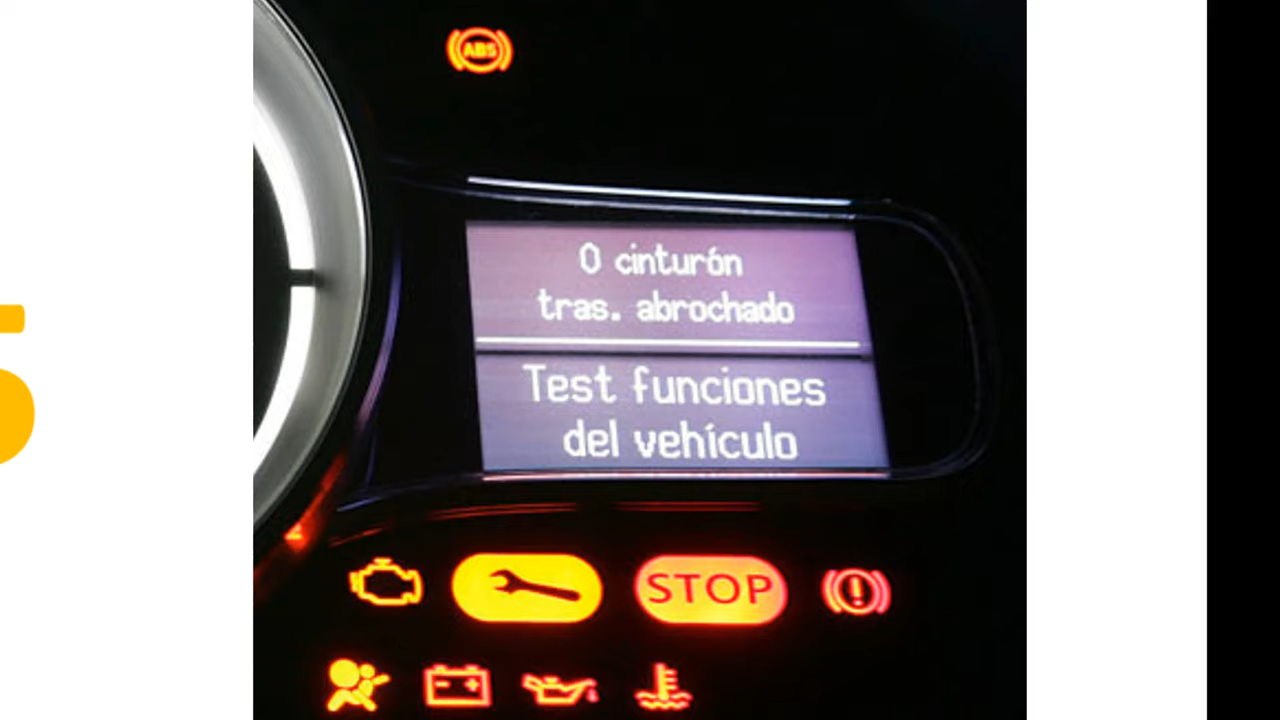 ABS
0 cinturón
tras. abrochado
Test funciones
del vehículo
STOP